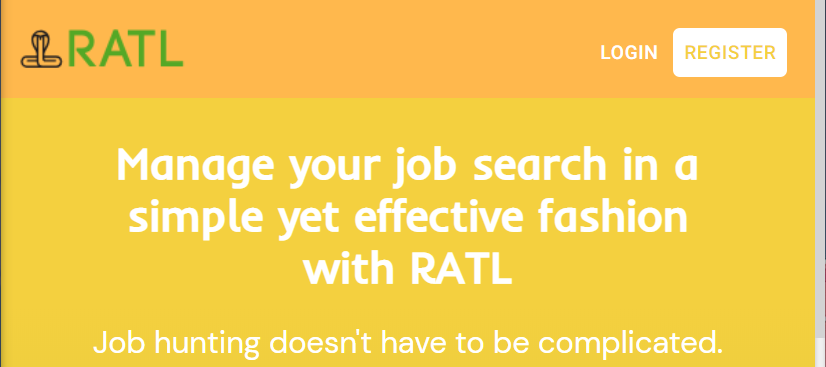 RATL
LOGIN
REGISTER
Manage your job search in a
simple yet effective fashion
with RATL
Job hunting doesn't have to be complicated.